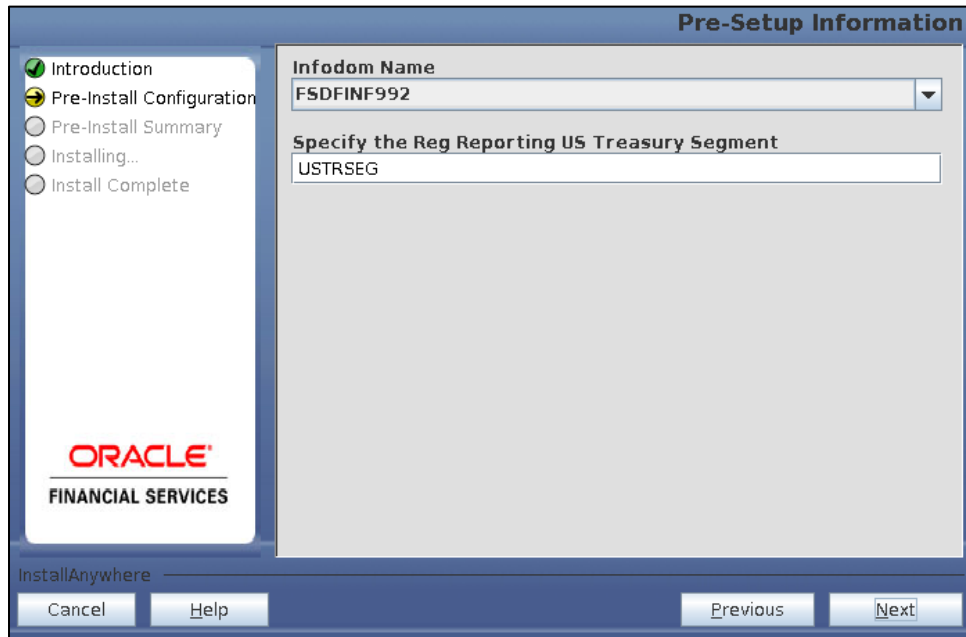 Pre-Setup Information
Introduction
Pre-Install Configuration
Pre-Install Summary
Installing...
Install Complete
Infodom Name
FSDFINF992
Specify the Reg Reporting US Treasury Segment
USTRSEG
ORACLE
FINANCIAL SERVICES
InstallAnywhere
Cancel
Help
Previous
Next